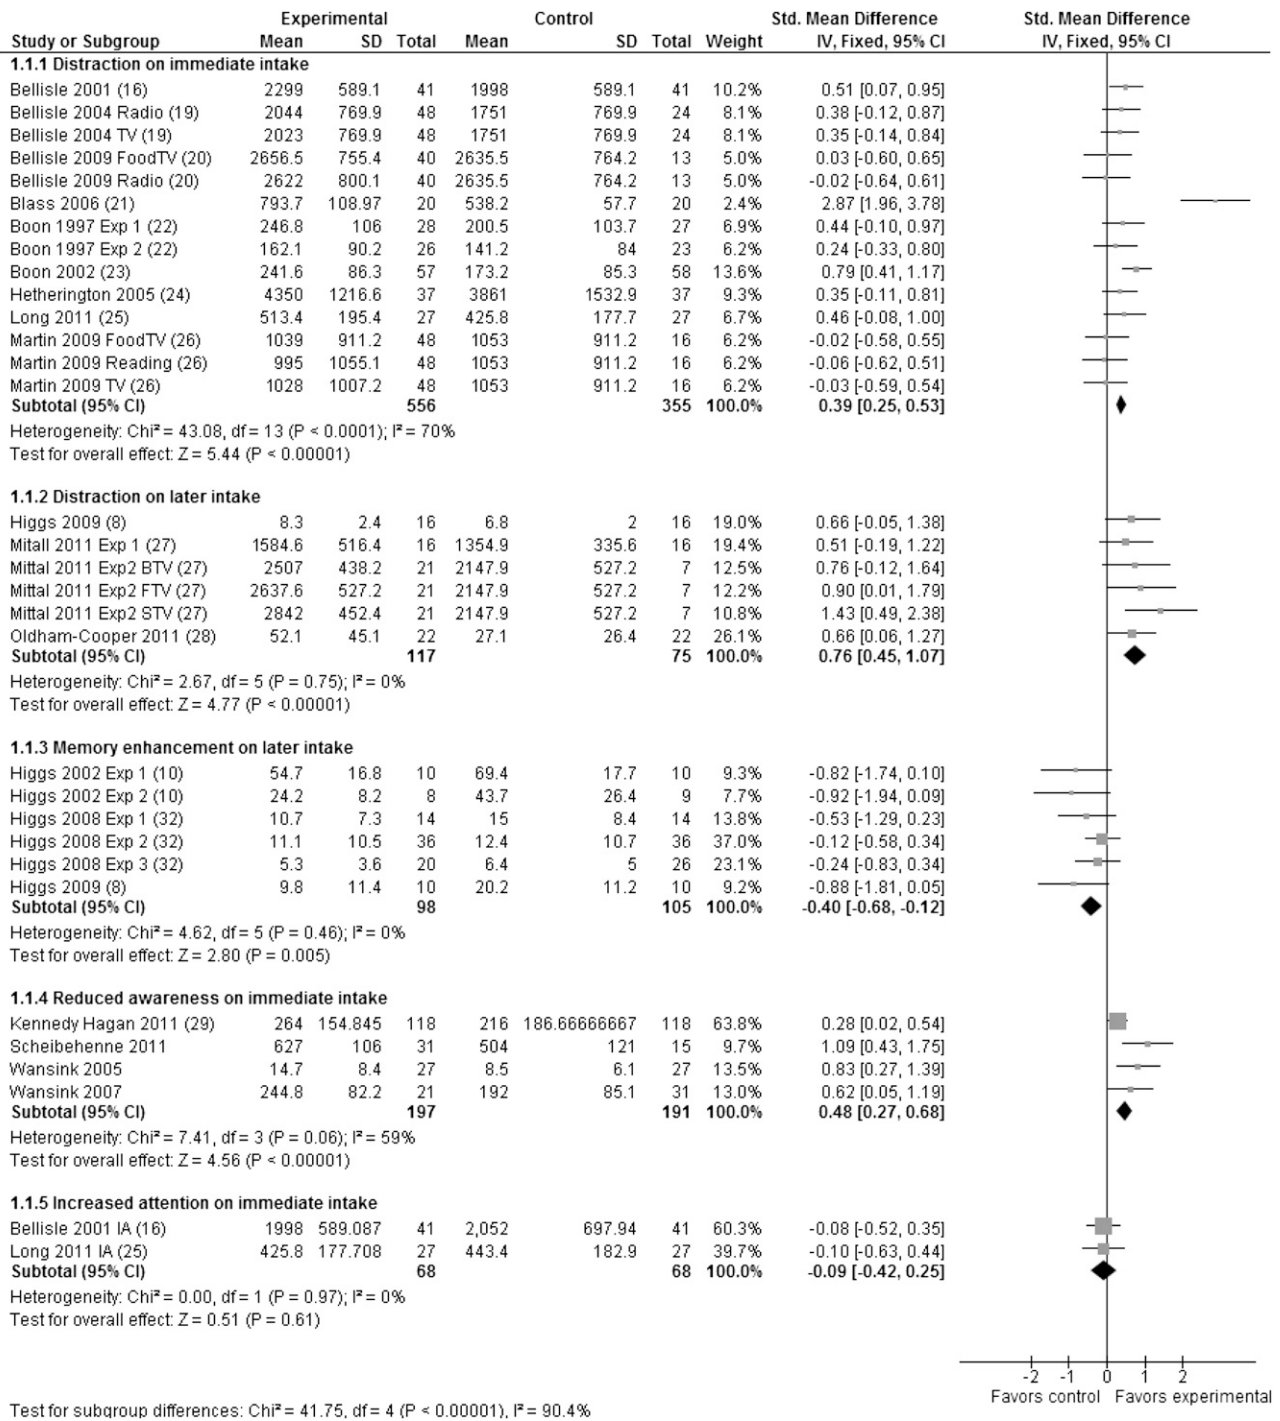 Experimental Control Std. Mean Difference Std. Mean Difference
Study or Subgroup Mean SD Total Mean SD Total Weight IV, Fixed, 95% CI IV, Fixed, 95% CI
1.1.1 Distraction on immediate intake
Bellisle 2001 (16) 2299 589.1 41 1998 589.1 41 10.2% 0.51 [0.07, 0.95]
Bellisle 2004 Radio (19) 2044 769.9 48 1751 769.9 24 8.1% 0.38 [-0.12, 0.87]
Bellisle 2004 TV (19) 2023 769.9 48 1751 769.9 24 8.1% 0.35 [-0.14, 0.84]
Bellisle 2009 FoodTV (20) 2656.5 755.4 40 2635.5 764.2 13 5.0% 0.03 [-0.60, 0.65]
Bellisle 2009 Radio (20) 2622 800.1 40 2635.5 764.2 13 5.0% -0.02 [-0.64, 0.61]
Blass 2006 (21) 793.7 108.97 20 538.2 57.7 20 2.4% 2.87 [1.96, 3.78]
Boon 1997 Exp 1 (22) 246.8 106 28 200.5 103.7 27 6.9% 0.44 [-0.10, 0.97]
Boon 1997 Exp 2 (22) 162.1 90.2 26 141.2 84 23 6.2% 0.24 [-0.33, 0.80]
Boon 2002 (23) 241.6 86.3 57 173.2 85.3 58 13.6% 0.79 [0.41, 1.17]
Hetherington 2005 (24) 4350 1216.6 37 3861 1532.9 37 9.3% 0.35 [-0.11, 0.81]
Long 2011 (25) 513.4 195.4 27 425.8 177.7 27 6.7% 0.46 [-0.08, 1.00]
Martin 2009 FoodTV (26) 1039 911.2 48 1053 911.2 16 6.2% -0.02 [-0.58, 0.55]
Martin 2009 Reading (26) 995 1055.1 48 1053 911.2 16 6.2% -0.06 [-0.62, 0.51]
Martin 2009 TV (26) 1028 1007.2 48 1053 911.2 16 6.2% -0.03 [-0.59, 0.54]
Subtotal (95% CI) 556 355 100.0% 0.39 [0.25, 0.53]
Heterogeneity: Chi² = 43.08, df = 13 (P < 0.0001); I² = 70%
Test for overall effect: Z = 5.44 (P < 0.00001)
1.1.2 Distraction on later intake
Higgs 2009 (8) 8.3 2.4 16 6.8 2 16 19.0% 0.66 [-0.05, 1.38]
Mitall 2011 Exp 1 (27) 1584.6 516.4 16 1354.9 335.6 16 19.4% 0.51 [-0.19, 1.22]
Mittal 2011 Exp2 BTV (27) 2507 438.2 21 2147.9 527.2 7 12.5% 0.76 [-0.12, 1.64]
Mittal 2011 Exp2 FTV (27) 2637.6 527.2 21 2147.9 527.2 7 12.2% 0.90 [0.01, 1.79]
Mittal 2011 Exp2 STV (27) 2842 452.4 21 2147.9 527.2 7 10.8% 1.43 [0.49, 2.38]
Oldham-Cooper 2011 (28) 52.1 45.1 22 27.1 26.4 22 26.1% 0.66 [0.06, 1.27]
Subtotal (95% CI) 117 75 100.0% 0.76 [0.45, 1.07]
Heterogeneity: Chi² = 2.67, df = 5 (P = 0.75); I² = 0%
Test for overall effect: Z = 4.77 (P < 0.00001)
1.1.3 Memory enhancement on later intake
Higgs 2002 Exp 1 (10) 54.7 16.8 10 69.4 17.7 10 9.3% -0.82 [-1.74, 0.10]
Higgs 2002 Exp 2 (10) 24.2 8.2 8 43.7 26.4 9 7.7% -0.92 [-1.94, 0.09]
Higgs 2008 Exp 1 (32) 10.7 7.3 14 15 8.4 14 13.8% -0.53 [-1.29, 0.23]
Higgs 2008 Exp 2 (32) 11.1 10.5 36 12.4 10.7 36 37.0% -0.12 [-0.58, 0.34]
Higgs 2008 Exp 3 (32) 5.3 3.6 20 6.4 5 26 23.1% -0.24 [-0.83, 0.34]
Higgs 2009 (8) 9.8 11.4 10 20.2 11.2 10 9.2% -0.88 [-1.81, 0.05]
Subtotal (95% CI) 98 105 100.0% -0.40 [-0.68, -0.12]
Heterogeneity: Chi² = 4.62, df = 5 (P = 0.46); I² = 0%
Test for overall effect: Z = 2.80 (P = 0.005)
1.1.4 Reduced awareness on immediate intake
Kennedy Hagan 2011 (29) 264 154.845 118 216 186.66666667 118 63.8% 0.28 [0.02, 0.54]
Scheibehenne 2011 627 106 31 504 121 15 9.7% 1.09 [0.43, 1.75]
Wansink 2005 14.7 8.4 27 8.5 6.1 27 13.5% 0.83 [0.27, 1.39]
Wansink 2007 244.8 82.2 21 192 85.1 31 13.0% 0.62 [0.05, 1.19]
Subtotal (95% CI) 197 191 100.0% 0.48 [0.27, 0.68]
Heterogeneity: Chi² = 7.41, df = 3 (P = 0.06); I² = 59%
Test for overall effect: Z = 4.56 (P < 0.00001)
1.1.5 Increased attention on immediate intake
Bellisle 2001 IA (16) 1998 589.087 41 2,052 697.94 41 60.3% -0.08 [-0.52, 0.35]
Long 2011 IA (25) 425.8 177.708 27 443.4 182.9 27 39.7% -0.10 [-0.63, 0.44]
Subtotal (95% CI) 68 68 100.0% -0.09 [-0.42, 0.25]
Heterogeneity: Chi² = 0.00, df = 1 (P = 0.97); I² = 0%
Test for overall effect: Z = 0.51 (P = 0.61)
-2 -1 0 1 2
Favors control Favors experimental
Test for subgroup differences: Chi² = 41.75, df = 4 (P < 0.00001), I² = 90.4%